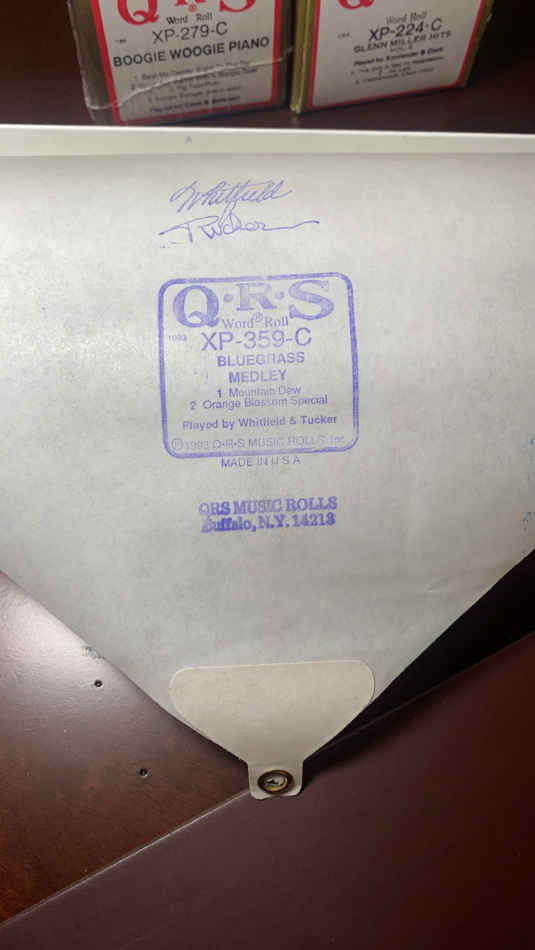 Q·R·S
Word Roll
XP-279-C
BOOGIE WOOGIE PIANO
Q·R·S
Word Roll
XP-224-C
GLENN MILLER HITS
Whitfield
Tucker
Q·R·S
Word® Roll
1093 XP-359-C
BLUEGRASS
MEDLEY
1 Mountain Dew
2 Orange Blossom Special
Played by Whitfield & Tucker
Ⓟ1993 Q·R·S MUSIC ROLLS, Inc.
MADE IN U S A
QRS MUSIC ROLLS
Buffalo, N.Y. 14213